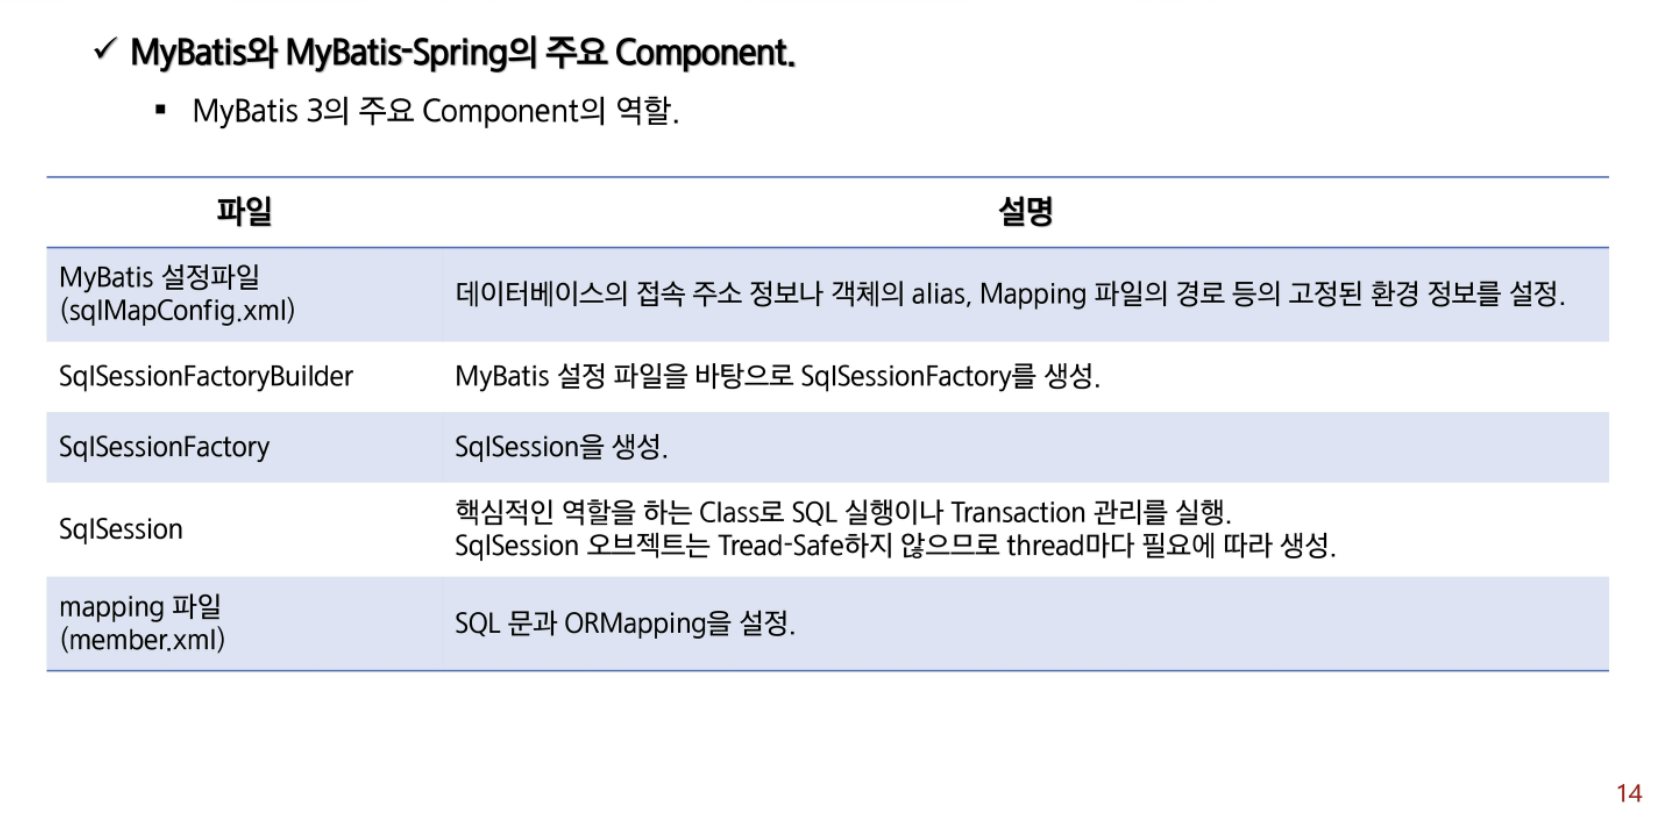 ✓ MyBatis와 MyBatis-Spring의 주요 Component.
▪ MyBatis 3의 주요 Component의 역할.
파일 설명
MyBatis 설정파일
(sqlMapConfig.xml)
데이터베이스의 접속 주소 정보나 객체의 alias, Mapping 파일의 경로 등의 고정된 환경 정보를 설정.
SqlSessionFactoryBuilder MyBatis 설정 파일을 바탕으로 SqlSessionFactory를 생성.
SqlSessionFactory SqlSession을 생성.
SqlSession
핵심적인 역할을 하는 Class로 SQL 실행이나 Transaction 관리를 실행.
SqlSession 오브젝트는 Tread-Safe하지 않으므로 thread마다 필요에 따라 생성.
mapping 파일
(member.xml)
SQL 문과 ORMapping을 설정.
14